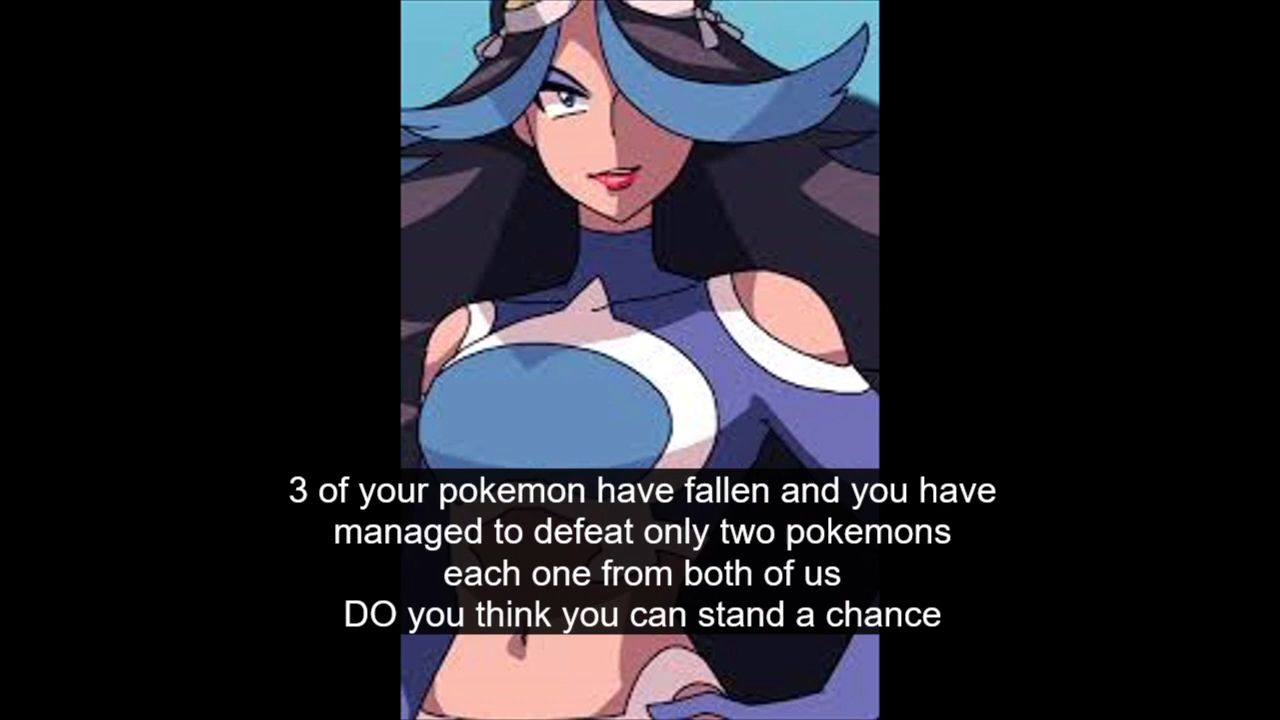 3 of your pokemon have fallen and you have
managed to defeat only two pokemons
each one from both of us
DO you think you can stand a chance